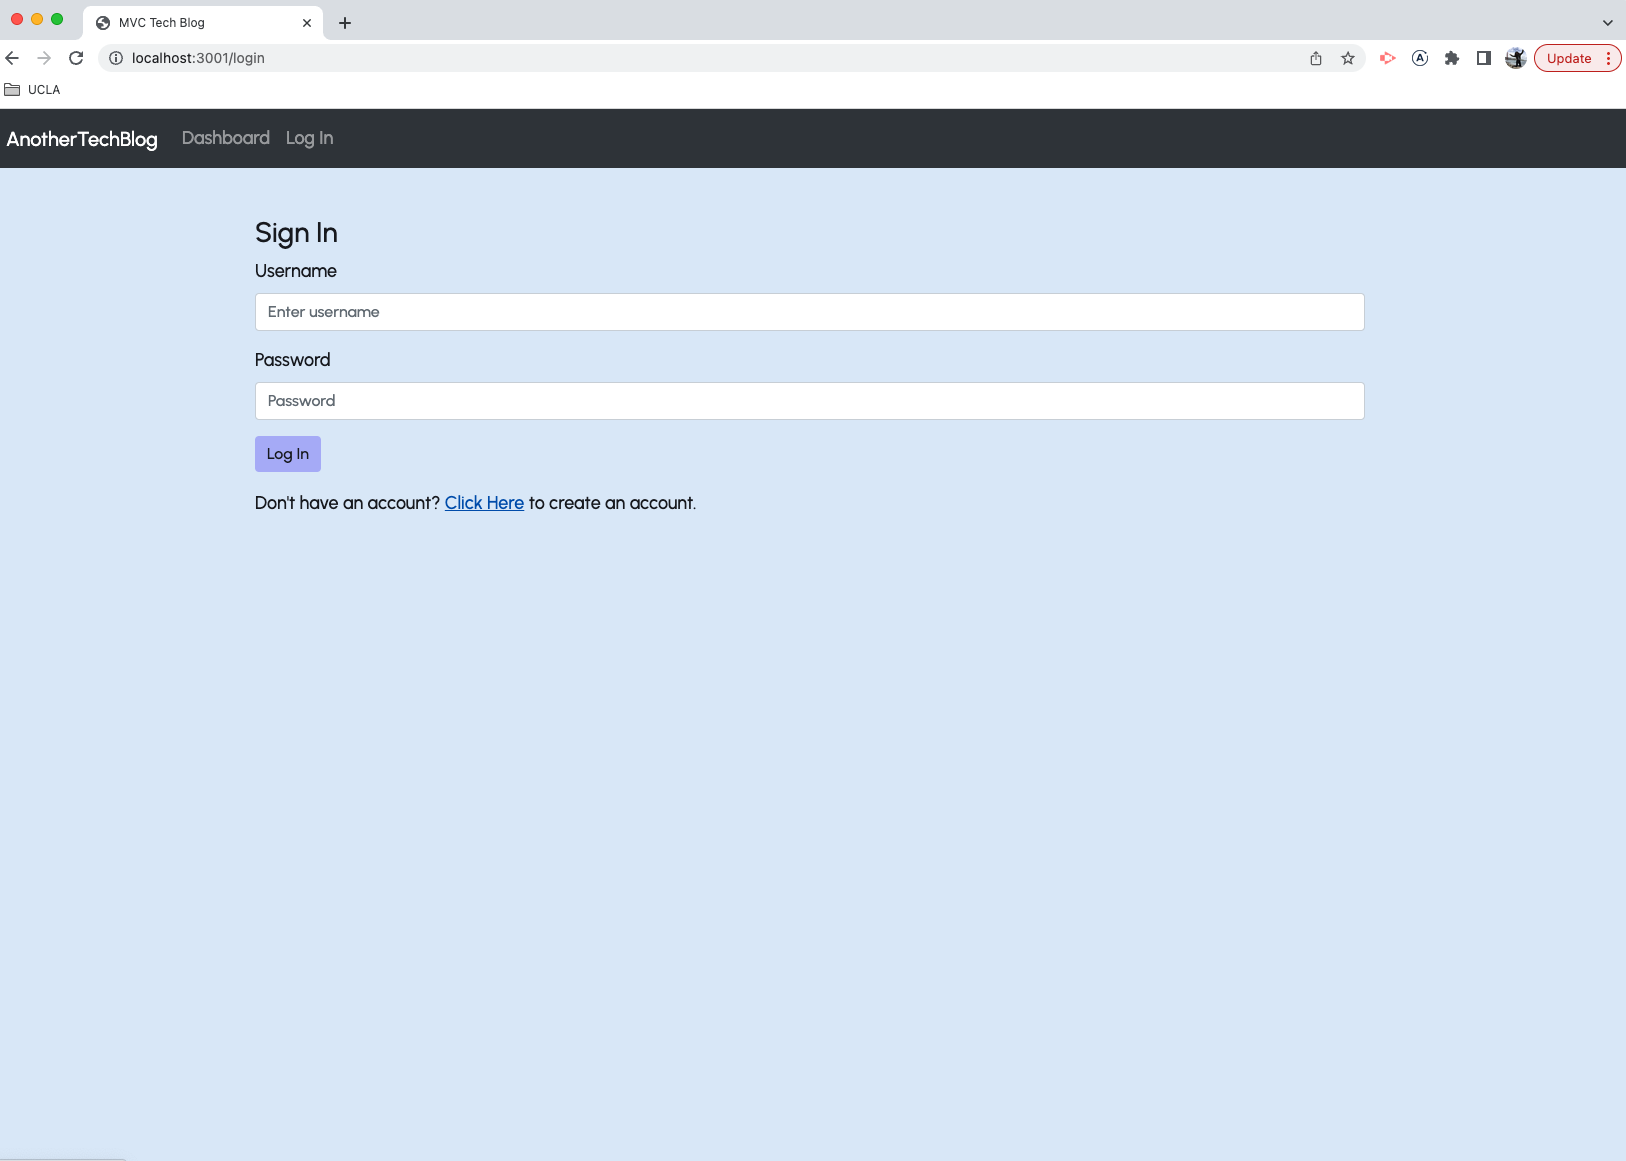 MVC Tech Blog
localhost:3001/login
A
Update
UCLA
AnotherTechBlog Dashboard Log In
Sign In
Username
Enter username
Password
Password
Log In
Don't have an account? Click Here to create an account.